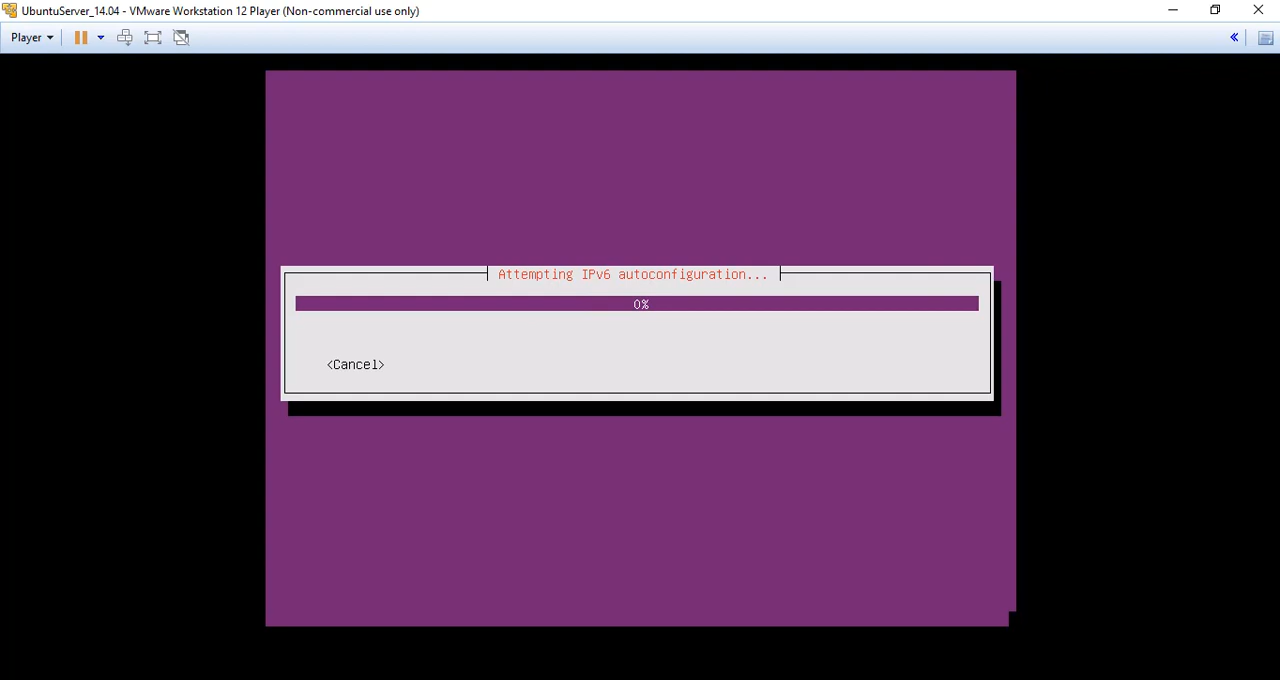 UbuntuServer_14.04 - VMware Workstation 12 Player (Non-commercial use only)
Player
Attempting IPv6 autoconfiguration...
0%
<Cancel>